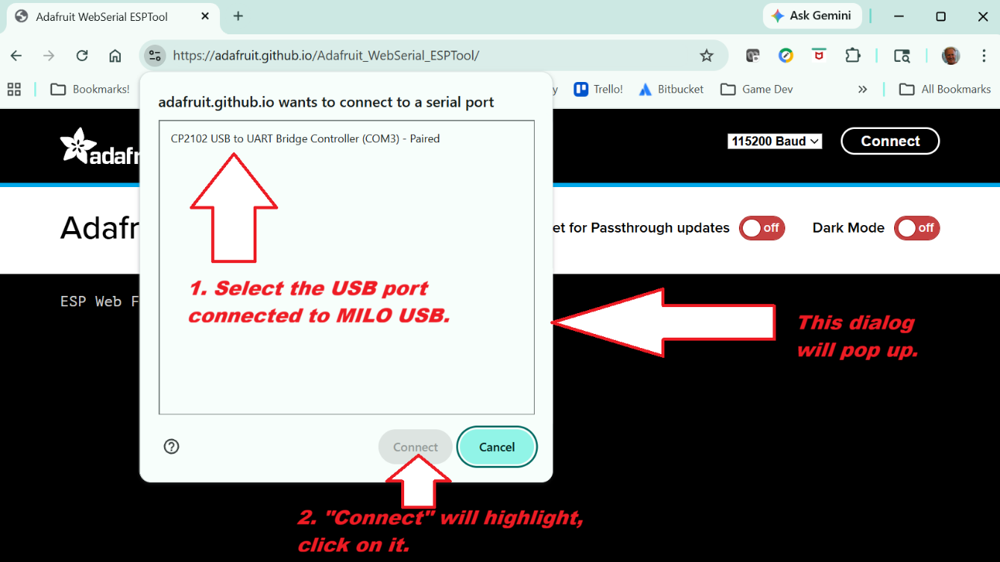 Adafruit WebSerial ESPTool
Ask Gemini
https://adafruit.github.io/Adafruit_WebSerial_ESPTool/
Bookmarks!
Trello!
Bitbucket
Game Dev
All Bookmarks
adafruit.github.io wants to connect to a serial port
CP2102 USB to UART Bridge Controller (COM3) - Paired
adafr
115200 Baud
Connect
Adafr
et for Passthrough updates
off
Dark Mode
off
ESP Web F
1. Select the USB port
connected to MILO USB.
This dialog
will pop up.
Connect
Cancel
2. "Connect" will highlight,
click on it.